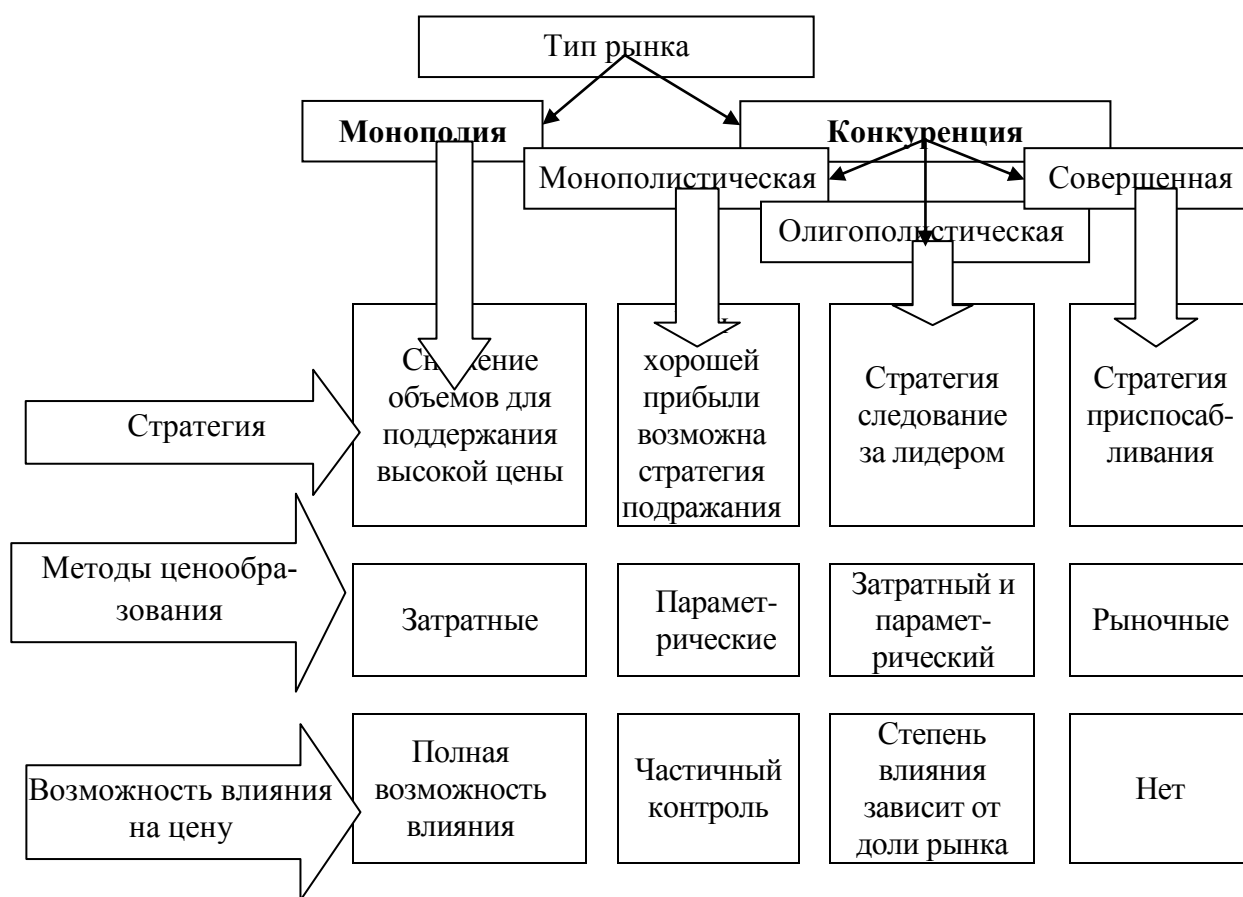 Тип рынка
Монополия
Конкуренция
Монополистическая
Совершенная
Олигополистическая
Стратегия
Снижение
объемов для
поддержания
высокой цены
хорошей
прибыли
возможна
стратегия
подражания
Стратегия
следование
за лидером
Стратегия
приспосаб-
ливания
Методы ценообра-
зования
Затратные
Парамет-
рические
Затратный и
парамет-
рический
Рыночные
Возможность влияния
на цену
Полная
возможность
влияния
Частичный
контроль
Степень
влияния
зависит от
доли рынка
Нет